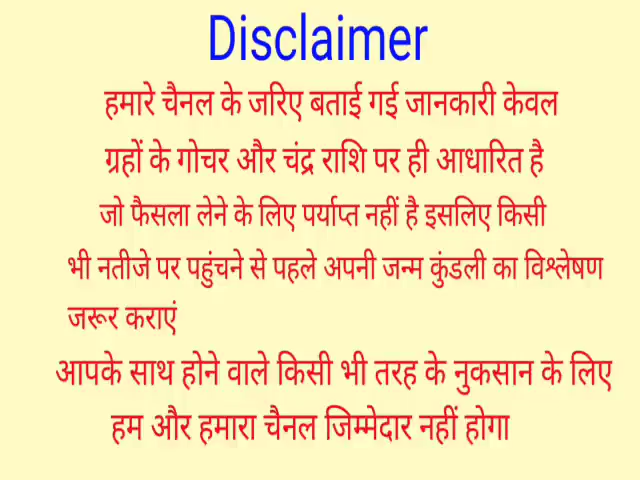 Disclaimer
हमारे चैनल के जरिए बताई गई जानकारी केवल
ग्रहों के गोचर और चंद्र राशि पर ही आधारित है
जो फैसला लेने के लिए पर्याप्त नहीं है इसलिए किसी
भी नतीजे पर पहुंचने से पहले अपनी जन्म कुंडली का विश्लेषण
जरूर कराएं
आपके साथ होने वाले किसी भी तरह के नुकसान के लिए
हम और हमारा चैनल जिम्मेदार नहीं होगा